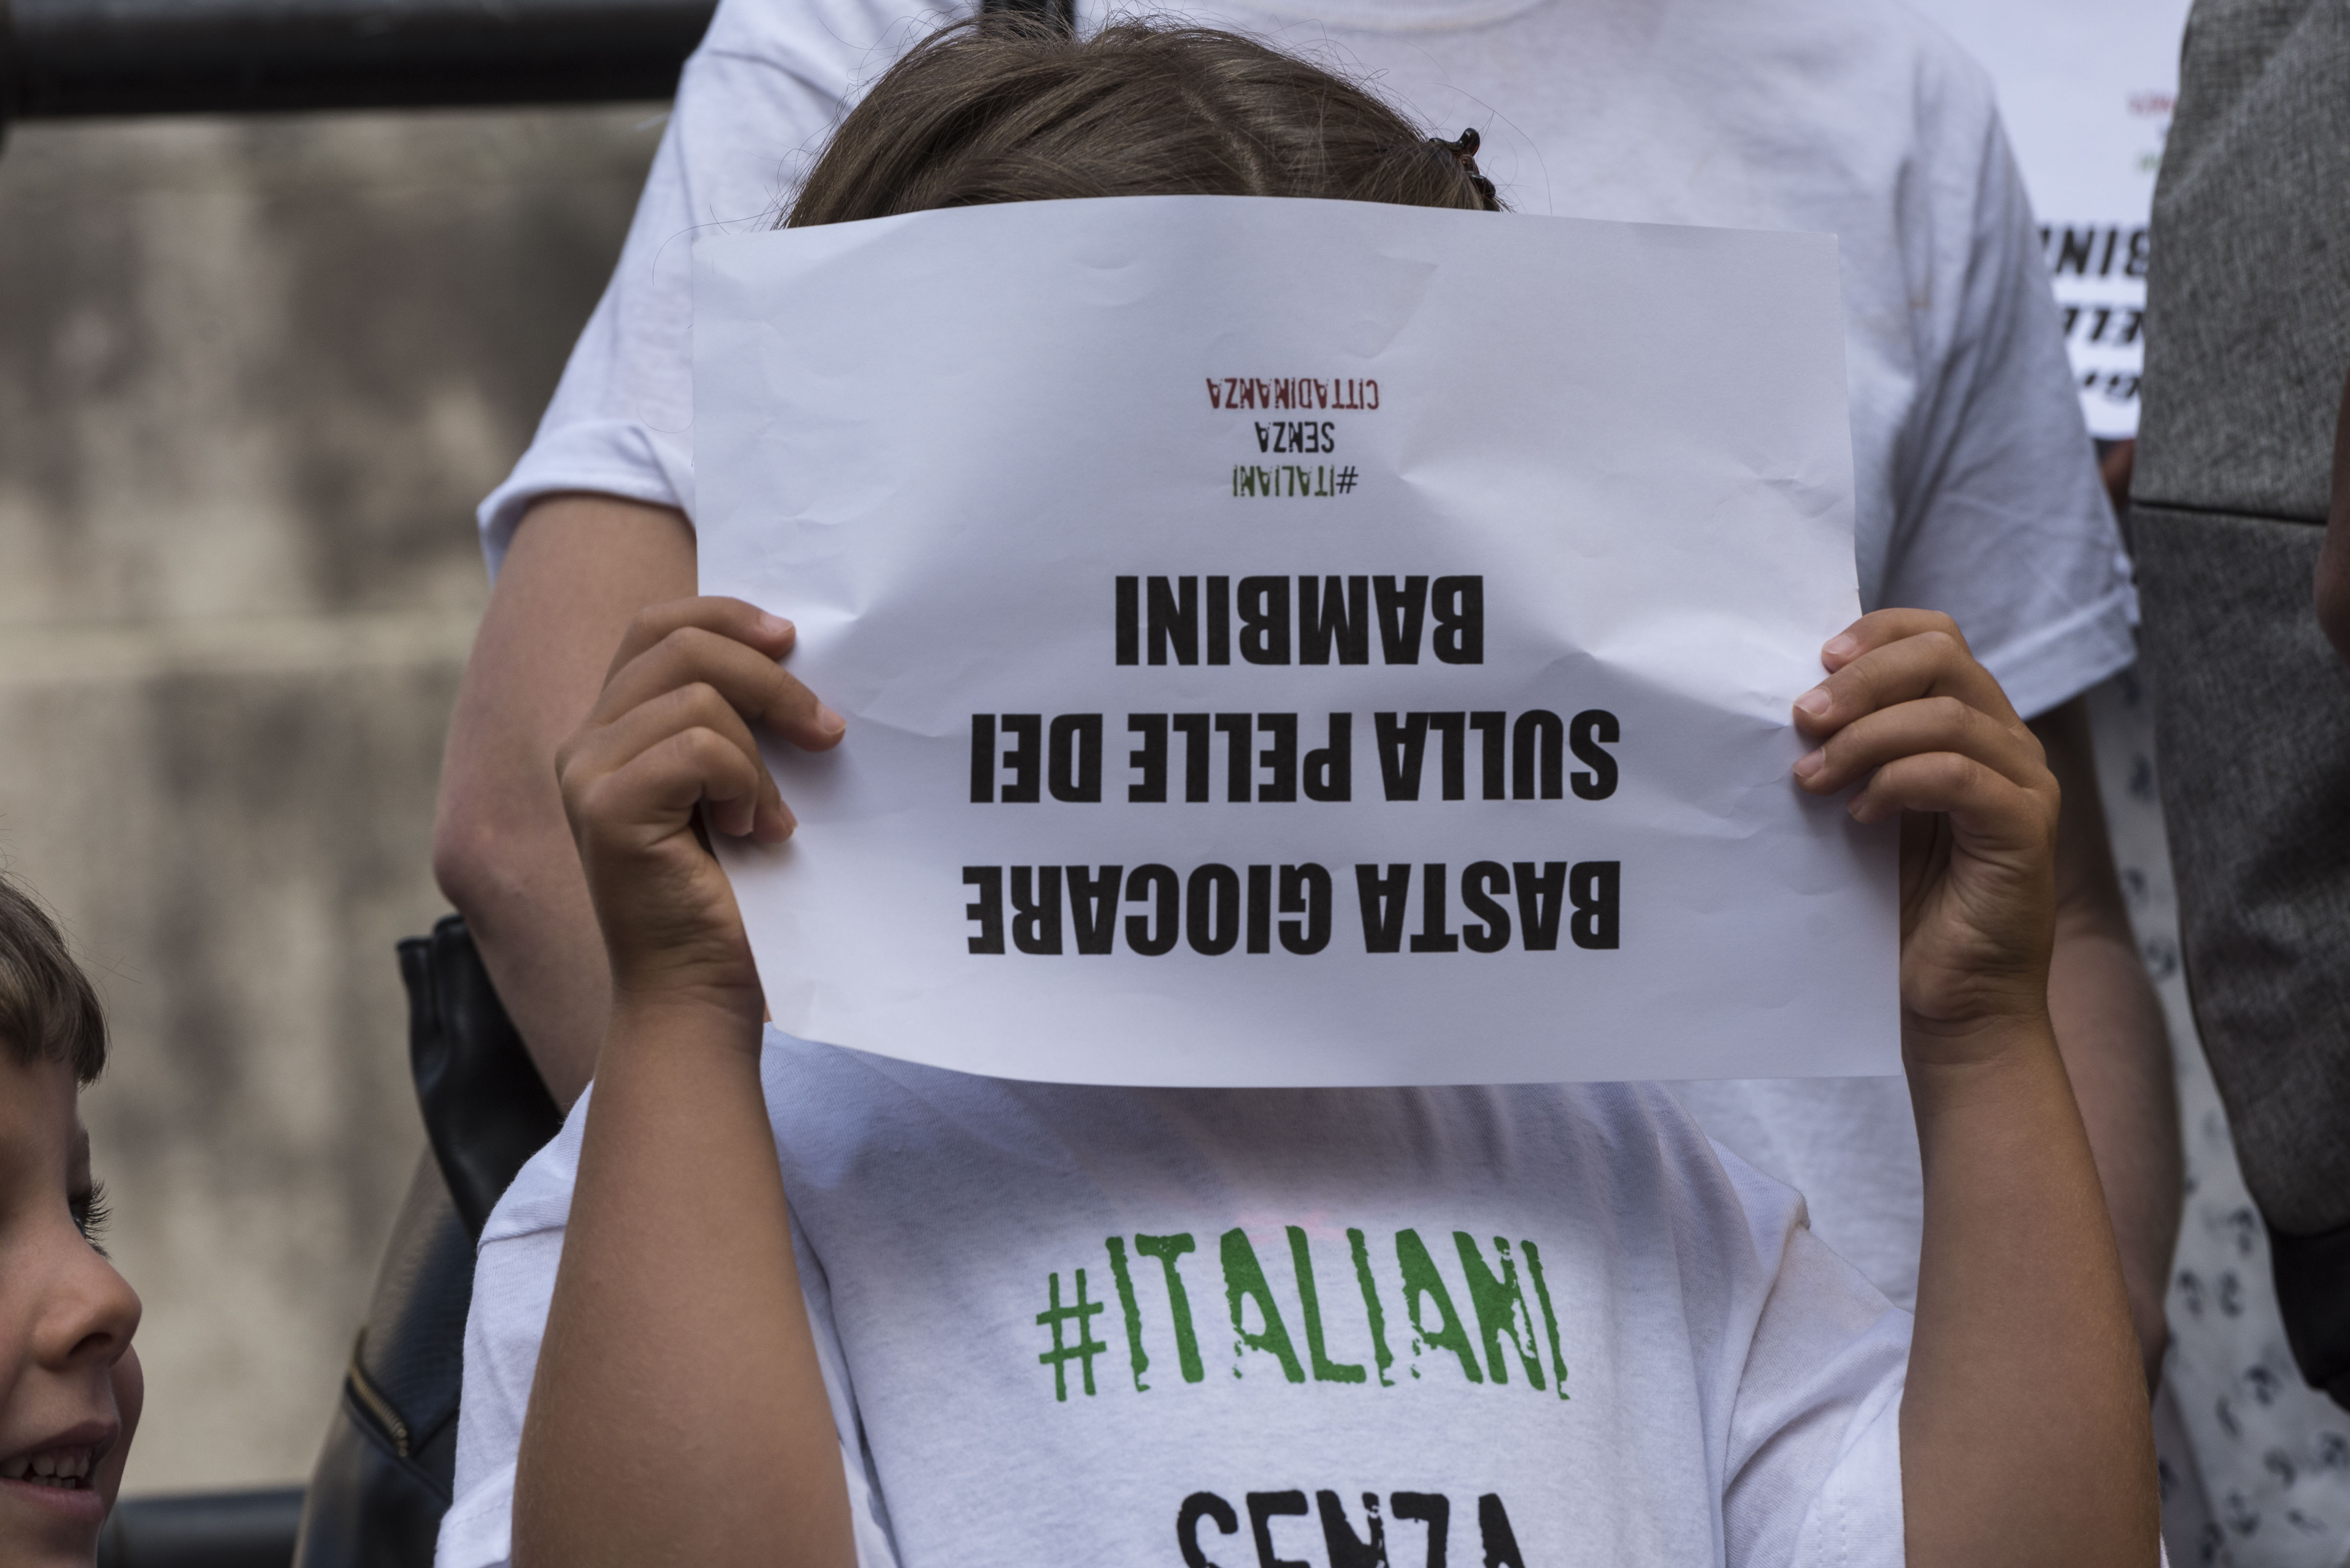 BASTA GIOCARE
SULLA PELLE DEI
BAMBINI
#ITALIANI
SENZA
CITTADINANZA
#ITALIANI
SENZA